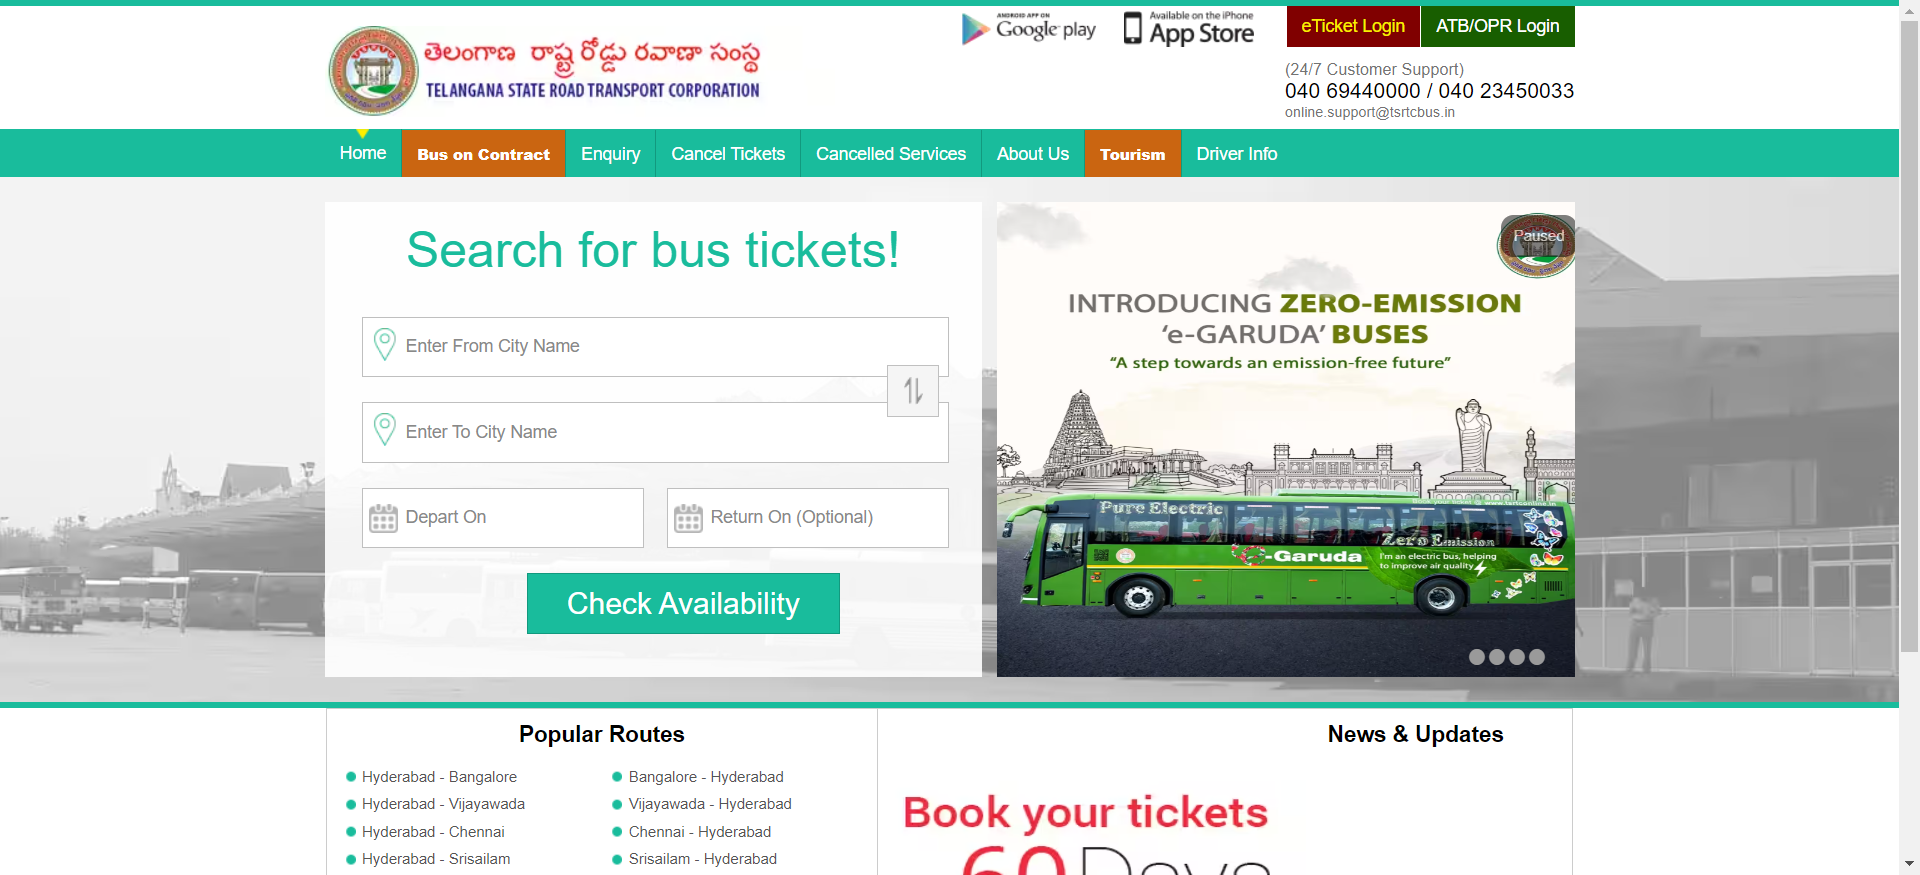 తెలంగాణ రాష్ట్ర రోడ్డు రవాణా సంస్థ
TELANGANA STATE ROAD TRANSPORT CORPORATION
ANDROID APP ON
Google play
Available on the iPhone
App Store
eTicket Login
ATB/OPR Login
(24/7 Customer Support)
040 69440000 / 040 23450033
online.support@tsrtcbus.in
Home
Bus on Contract
Enquiry
Cancel Tickets
Cancelled Services
About Us
Tourism
Driver Info
Search for bus tickets!
Enter From City Name
Enter To City Name
Depart On
Return On (Optional)
Check Availability
Paused
INTRODUCING ZERO-EMISSION
‘e-GARUDA’ BUSES
“A step towards an emission-free future”
Pure Electric
Zero Emission
e-Garuda
I'm an electric bus, helping
to improve air quality
Popular Routes
Hyderabad - Bangalore
Bangalore - Hyderabad
Hyderabad - Vijayawada
Vijayawada - Hyderabad
Hyderabad - Chennai
Chennai - Hyderabad
Hyderabad - Srisailam
Srisailam - Hyderabad
News & Updates
Book your tickets
60 Days